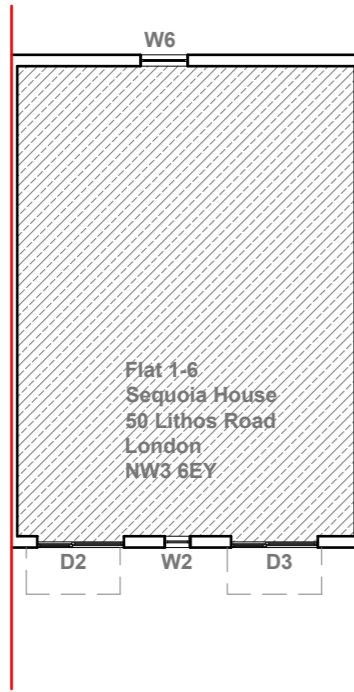 W6
Flat 1-6
Sequoia House
50 Lithos Road
London
NW3 6EY
D2 W2 D3